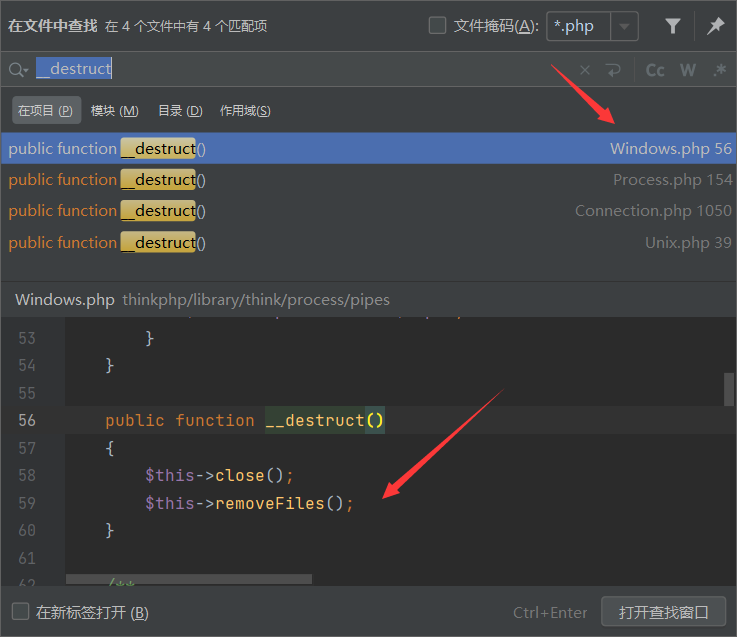 在文件中查找 在 4 个文件中有 4 个匹配项 文件掩码(A): *.php
__destruct Cc W .*
在项目 (P) 模块 (M) 目录 (D) 作用域(S)
public function __destruct() Windows.php 56
public function __destruct() Process.php 154
public function __destruct() Connection.php 1050
public function __destruct() Unix.php 39
Windows.php thinkphp/library/think/process/pipes
53 }
54 }
55
56 public function __destruct()
57 {
58 $this->close();
59 $this->removeFiles();
60 }
61
62 /**
在新标签打开 (B) Ctrl+Enter 打开查找窗口